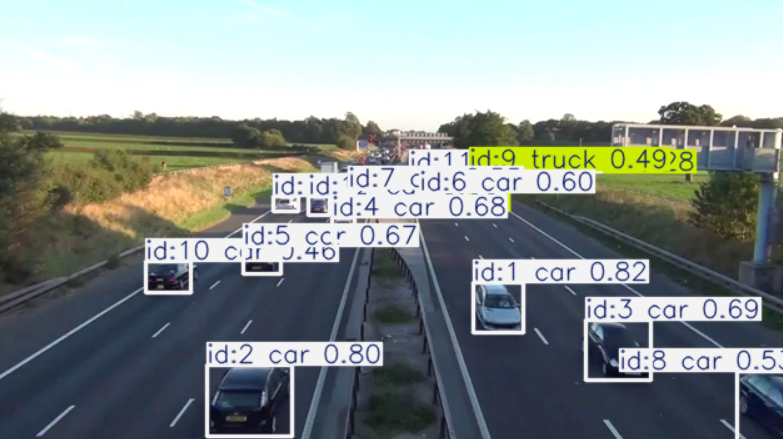 id:11
id:9 truck 0.49
28
id:
id:
id:7 c
id:6 car 0.60
id:4 car 0.68
id:5 car 0.67
id:10 car 0.46
id:1 car 0.82
id:3 car 0.69
id:8 car 0.53
id:2 car 0.80